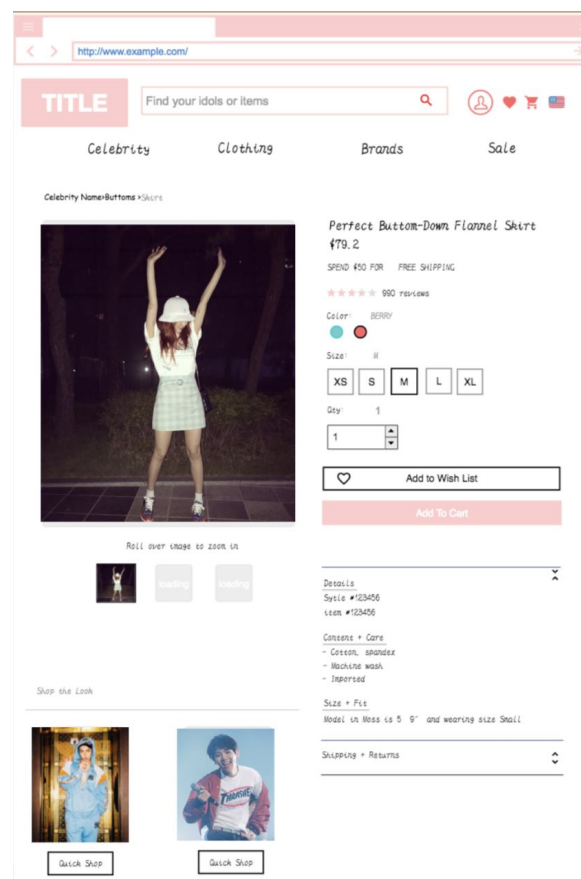 http://www.example.com/
TITLE
Find your idols or items
Celebrity Clothing Brands Sale
Celebrity Name>Buttoms >Skirt
Perfect Buttom-Down Flannel Skirt
$79.2
SPEND $50 FOR FREE SHIPPING
990 reviews
Color: BERRY
Size: M
XS S M L XL
Qty: 1
1
Add to Wish List
Add To Cart
Roll over image to zoom in
loading loading
Details
Sytle #123456
item #123456
Content + Care
- Cotton, spandex
- Machine wash
- Imported
Size + Fit
Model in Moss is 5 9" and wearing size Small
Shipping + Returns
Shop the Look
THRASHER
Quick Shop Quick Shop